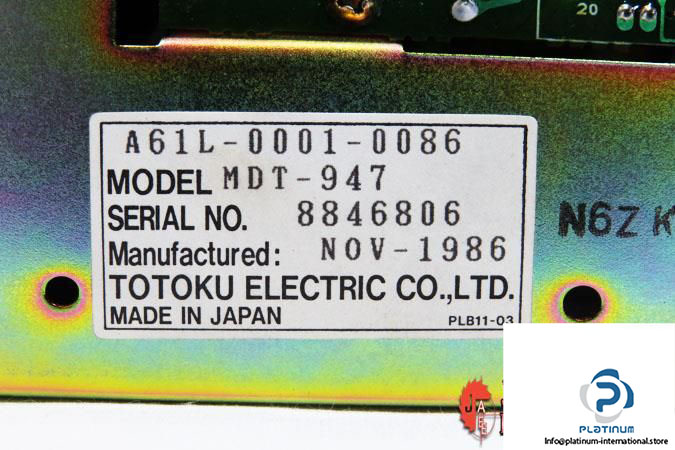 20
A61L-0001-0086
MODEL MDT-947
SERIAL NO. 8846806
Manufactured: NOV-1986
TOTOKU ELECTRIC CO.,LTD.
MADE IN JAPAN PLB11-03
N6Z K
PLATINUM
Info@platinum-international.store